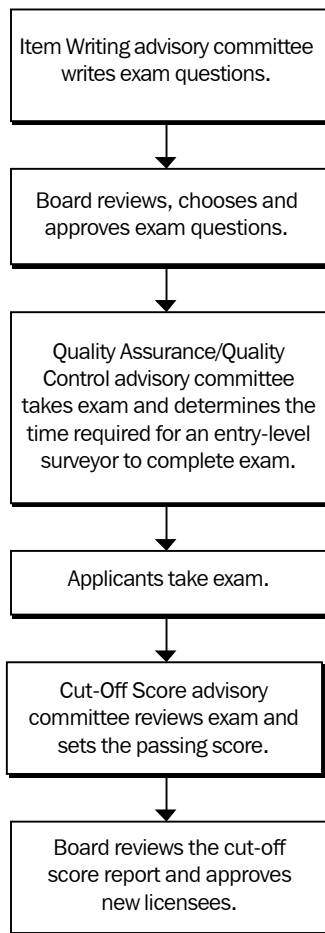 Item Writing advisory committee
writes exam questions.
Board reviews, chooses and
approves exam questions.
Quality Assurance/Quality
Control advisory committee
takes exam and determines the
time required for an entry-level
surveyor to complete exam.
Applicants take exam.
Cut-Off Score advisory
committee reviews exam and
sets the passing score.
Board reviews the cut-off
score report and approves
new licensees.